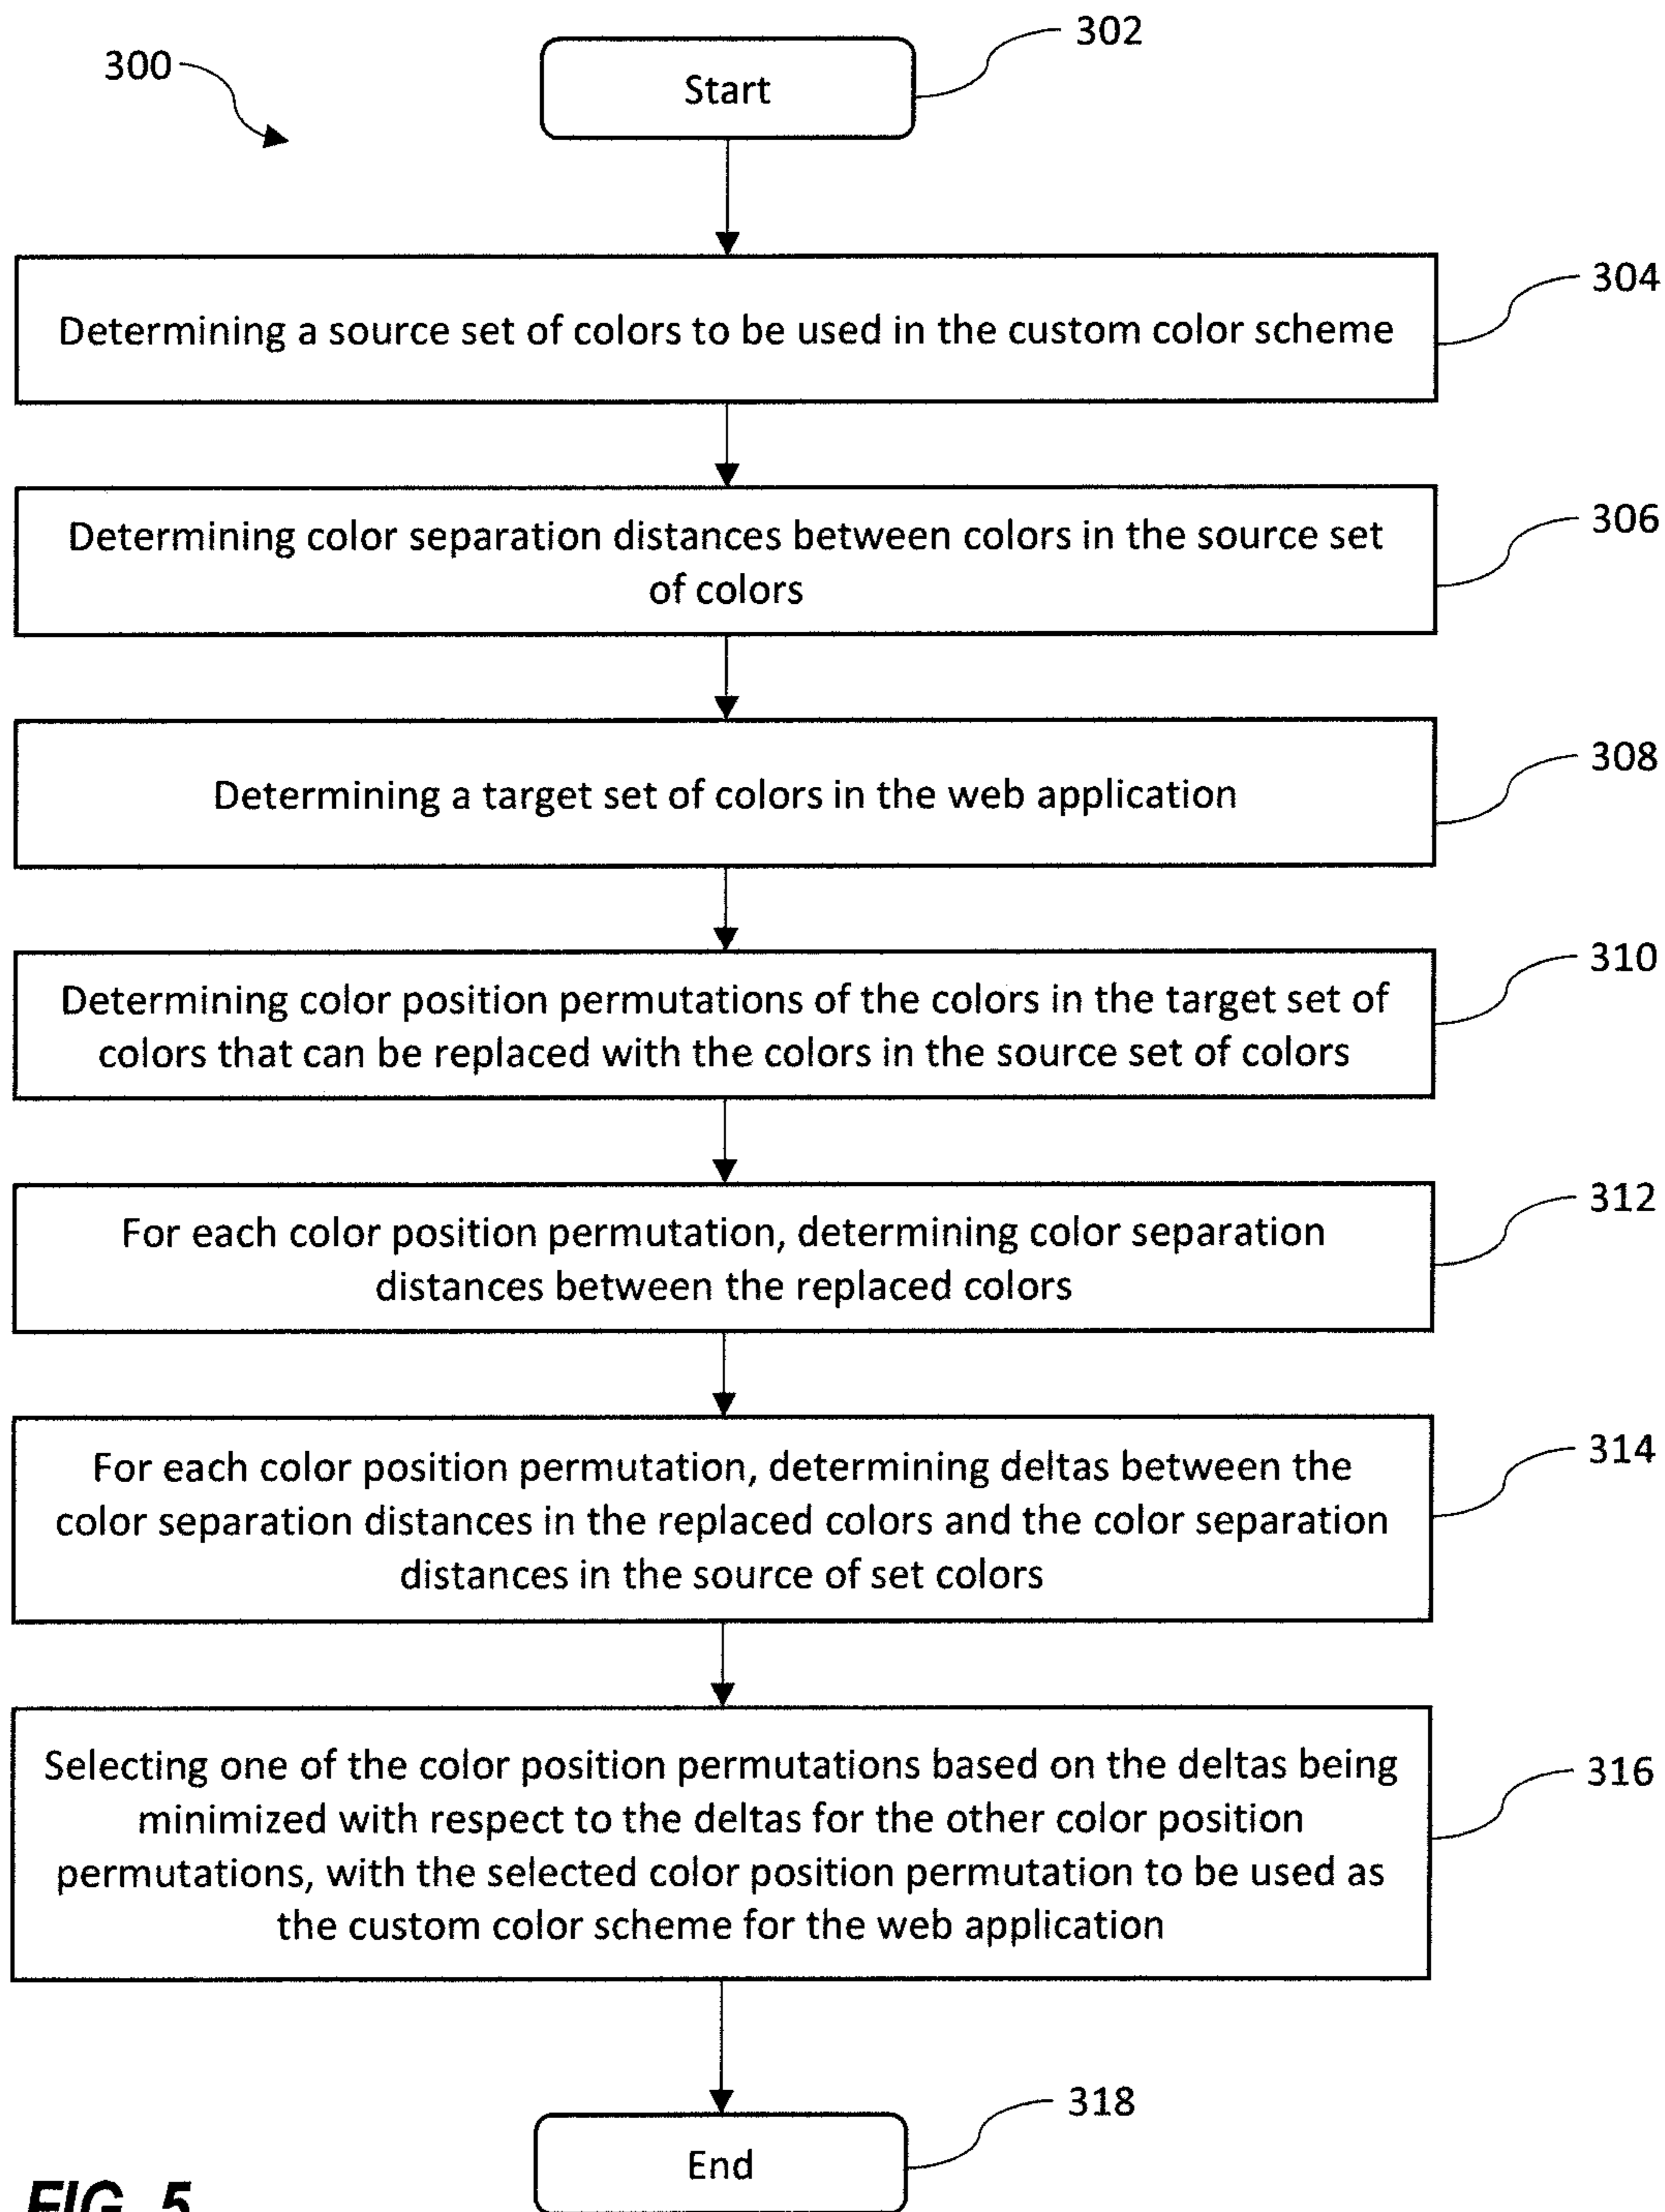 300
Start
302
Determining a source set of colors to be used in the custom color scheme
304
Determining color separation distances between colors in the source set
of colors
306
Determining a target set of colors in the web application
308
Determining color position permutations of the colors in the target set of
colors that can be replaced with the colors in the source set of colors
310
For each color position permutation, determining color separation
distances between the replaced colors
312
For each color position permutation, determining deltas between the
color separation distances in the replaced colors and the color separation
distances in the source of set colors
314
Selecting one of the color position permutations based on the deltas being
minimized with respect to the deltas for the other color position
permutations, with the selected color position permutation to be used as
the custom color scheme for the web application
316
End
318
FIG. 5